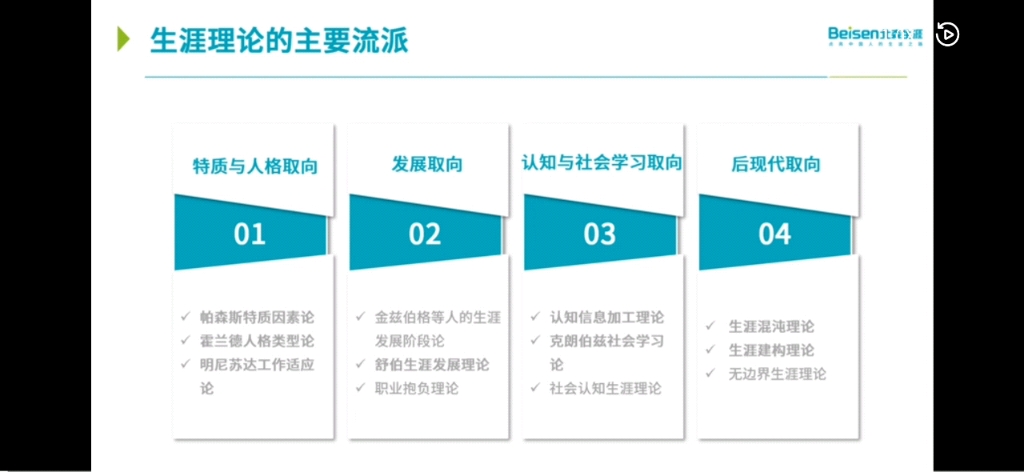 生涯理论的主要流派
Beisen北森生涯
特质与人格取向
01
帕森斯特质因素论
霍兰德人格类型论
明尼苏达工作适应
论
发展取向
02
金兹伯格等人的生涯
发展阶段论
舒伯生涯发展理论
职业抱负理论
认知与社会学习取向
03
认知信息加工理论
克朗伯兹社会学习
论
社会认知生涯理论
后现代取向
04
生涯混沌理论
生涯建构理论
无边界生涯理论